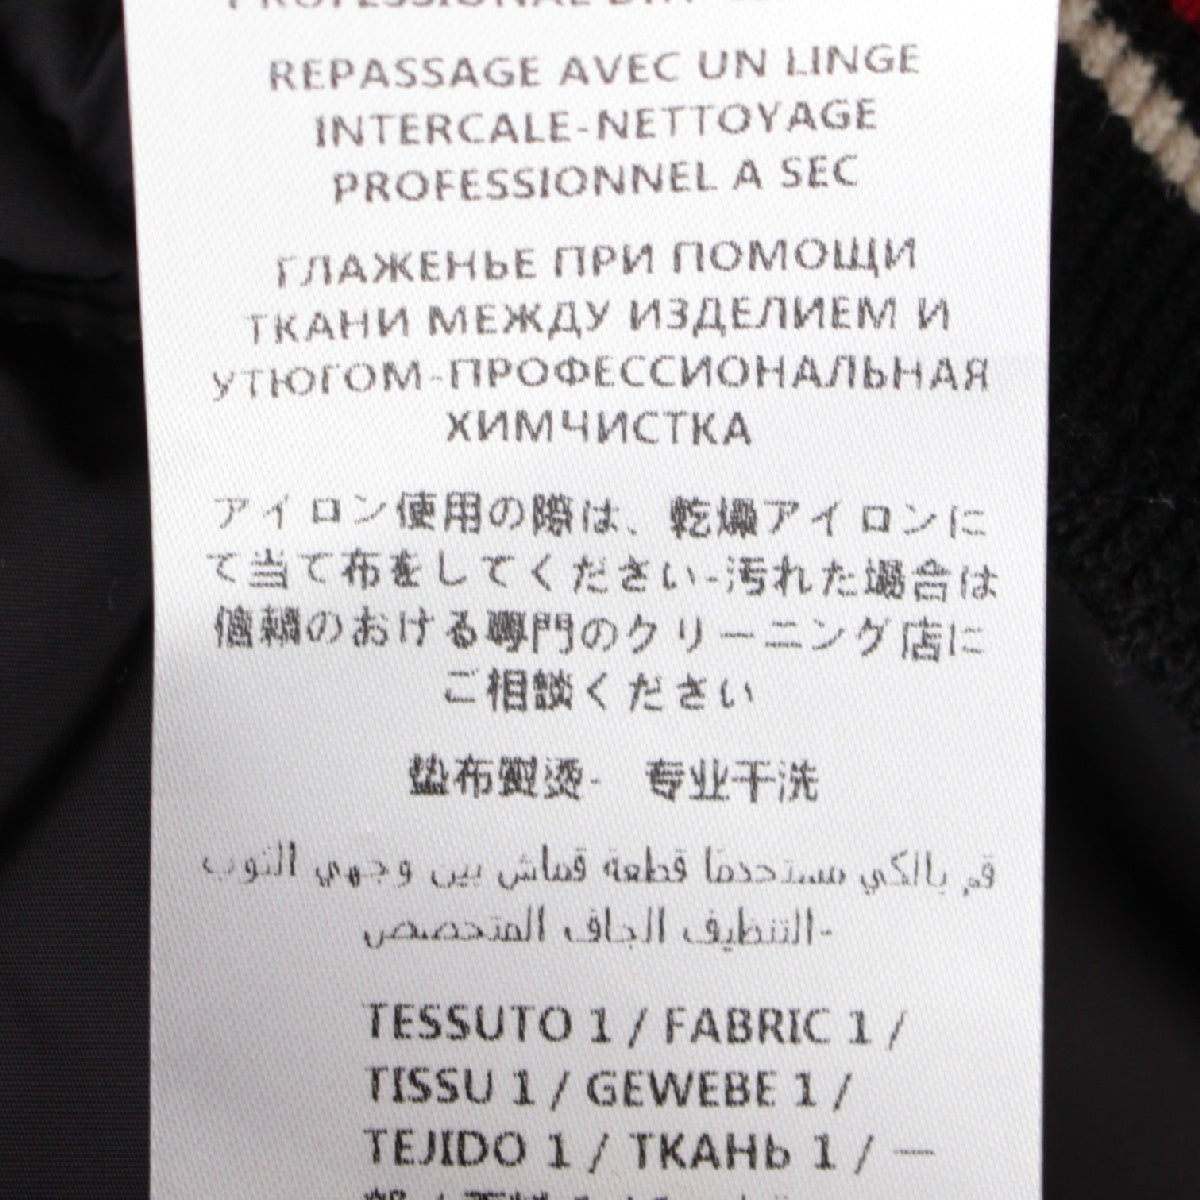 PROFESSIONAL DRY
REPASSAGE AVEC UN LINGE
INTERCALE-NETTOYAGE
PROFESSIONNEL A SEC
ГЛАЖЕНЬЕ ПРИ ПОМОЩИ
ТКАНИ МЕЖДУ ИЗДЕЛИЕМ И
УТЮГОМ-ПРОФЕССИОНАЛЬНАЯ
ХИМЧИСТКА
アイロン使用の際は、乾燥アイロンに
て当て布をしてください-汚れた場合は
信頼のおける専門のクリーニング店に
ご相談ください
垫布熨烫- 专业干洗
قم بالكي مستخدمًا قطعة قماش بين وجهي الثوب
-التنظيف الجاف المتخصص
TESSUTO 1 / FABRIC 1 /
TISSU 1 / GEWEBE 1 /
TEJIDO 1 / ТКАНЬ 1 / 一